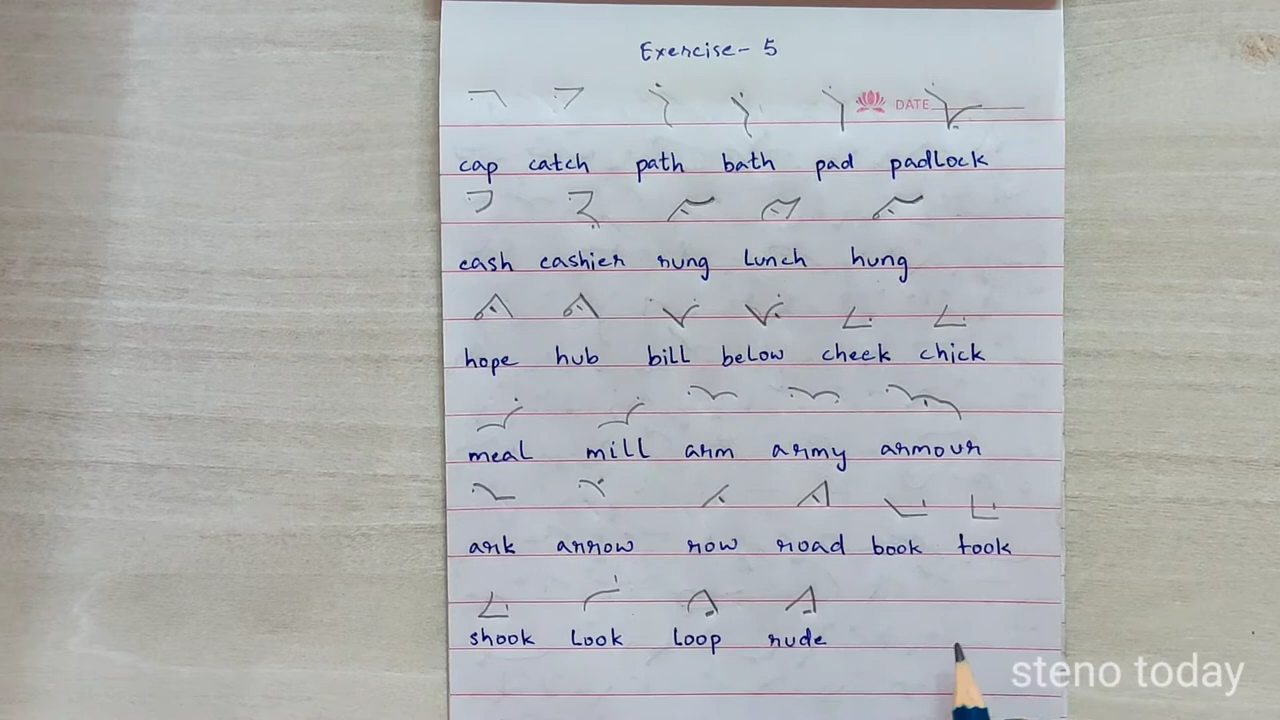 Exercise - 5
DATE
cap catch path bath pad padlock
cash cashier rung Lunch hung
hope hub bill below cheek chick
meal mill arm army armour
ark arrow row road book took
shook Look Loop rude
steno today